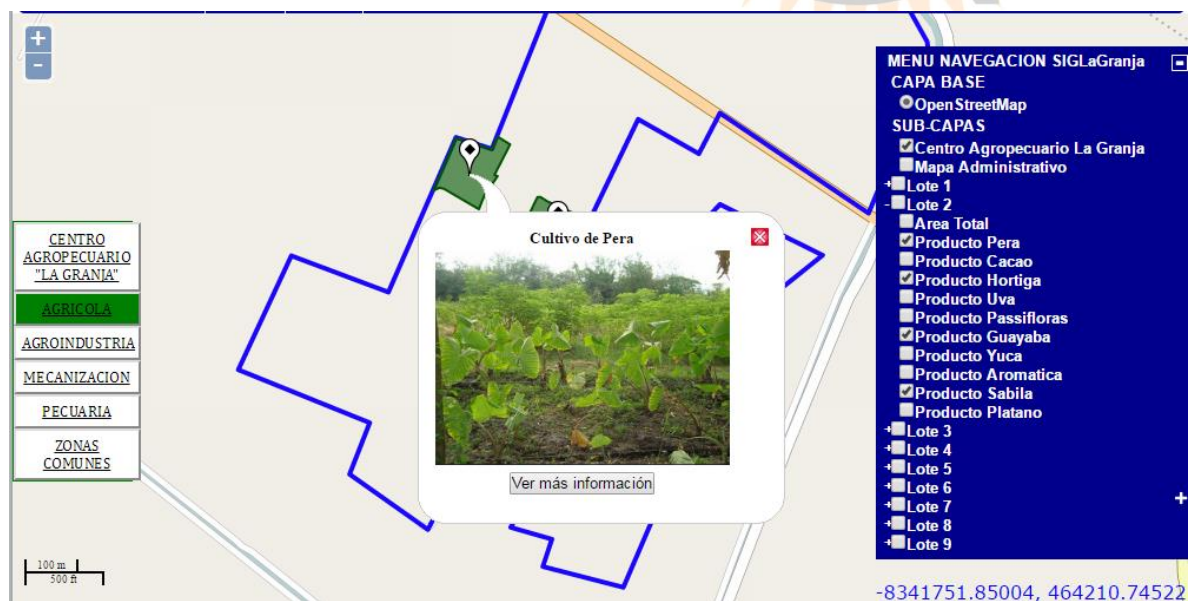 +
-
CENTRO
AGROPECUARIO
"LA GRANJA"
AGRICOLA
AGROINDUSTRIA
MECANIZACION
PECUARIA
ZONAS
COMUNES
100 m
500 ft
Cultivo de Pera
Ver más información
MENU NAVEGACION SIGLaGranja
CAPA BASE
OpenStreetMap
SUB-CAPAS
Centro Agropecuario La Granja
Mapa Administrativo
+Lote 1
-Lote 2
Area Total
Producto Pera
Producto Cacao
Producto Hortiga
Producto Uva
Producto Passifloras
Producto Guayaba
Producto Yuca
Producto Aromatica
Producto Sabila
Producto Platano
+Lote 3
+Lote 4
+Lote 5
+Lote 6
+Lote 7
+Lote 8
+Lote 9
+
-8341751.85004, 464210.74522